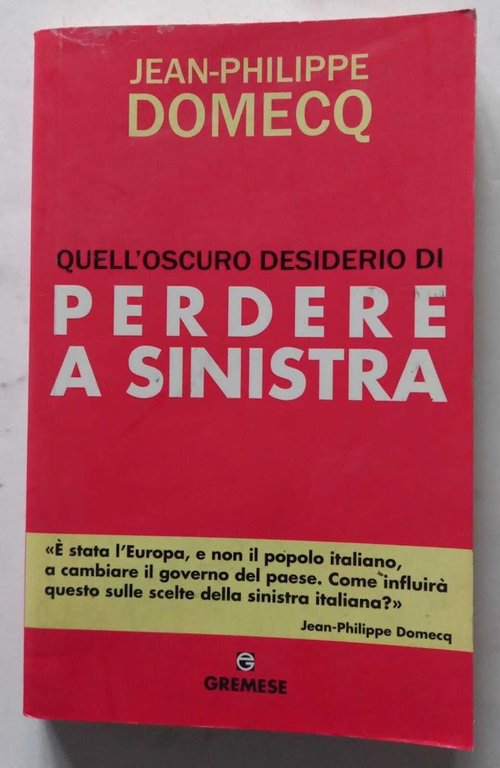 JEAN-PHILIPPE
DOMECQ
QUELL'OSCURO DESIDERIO DI
PERDERE
A SINISTRA
«È stata l'Europa, e non il popolo italiano,
a cambiare il governo del paese. Come influirà
questo sulle scelte della sinistra italiana?»
Jean-Philippe Domecq
G
GREMESE